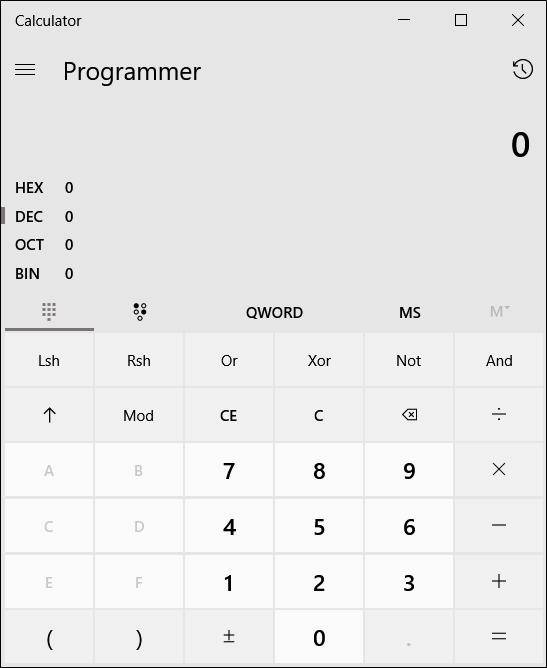 Calculator
Programmer
0
HEX 0
DEC 0
OCT 0
BIN 0
QWORD MS M
Lsh Rsh Or Xor Not And
↑ Mod CE C ⌫ ÷
A B 7 8 9 ×
C D 4 5 6 −
E F 1 2 3 +
( ) ± 0 . =